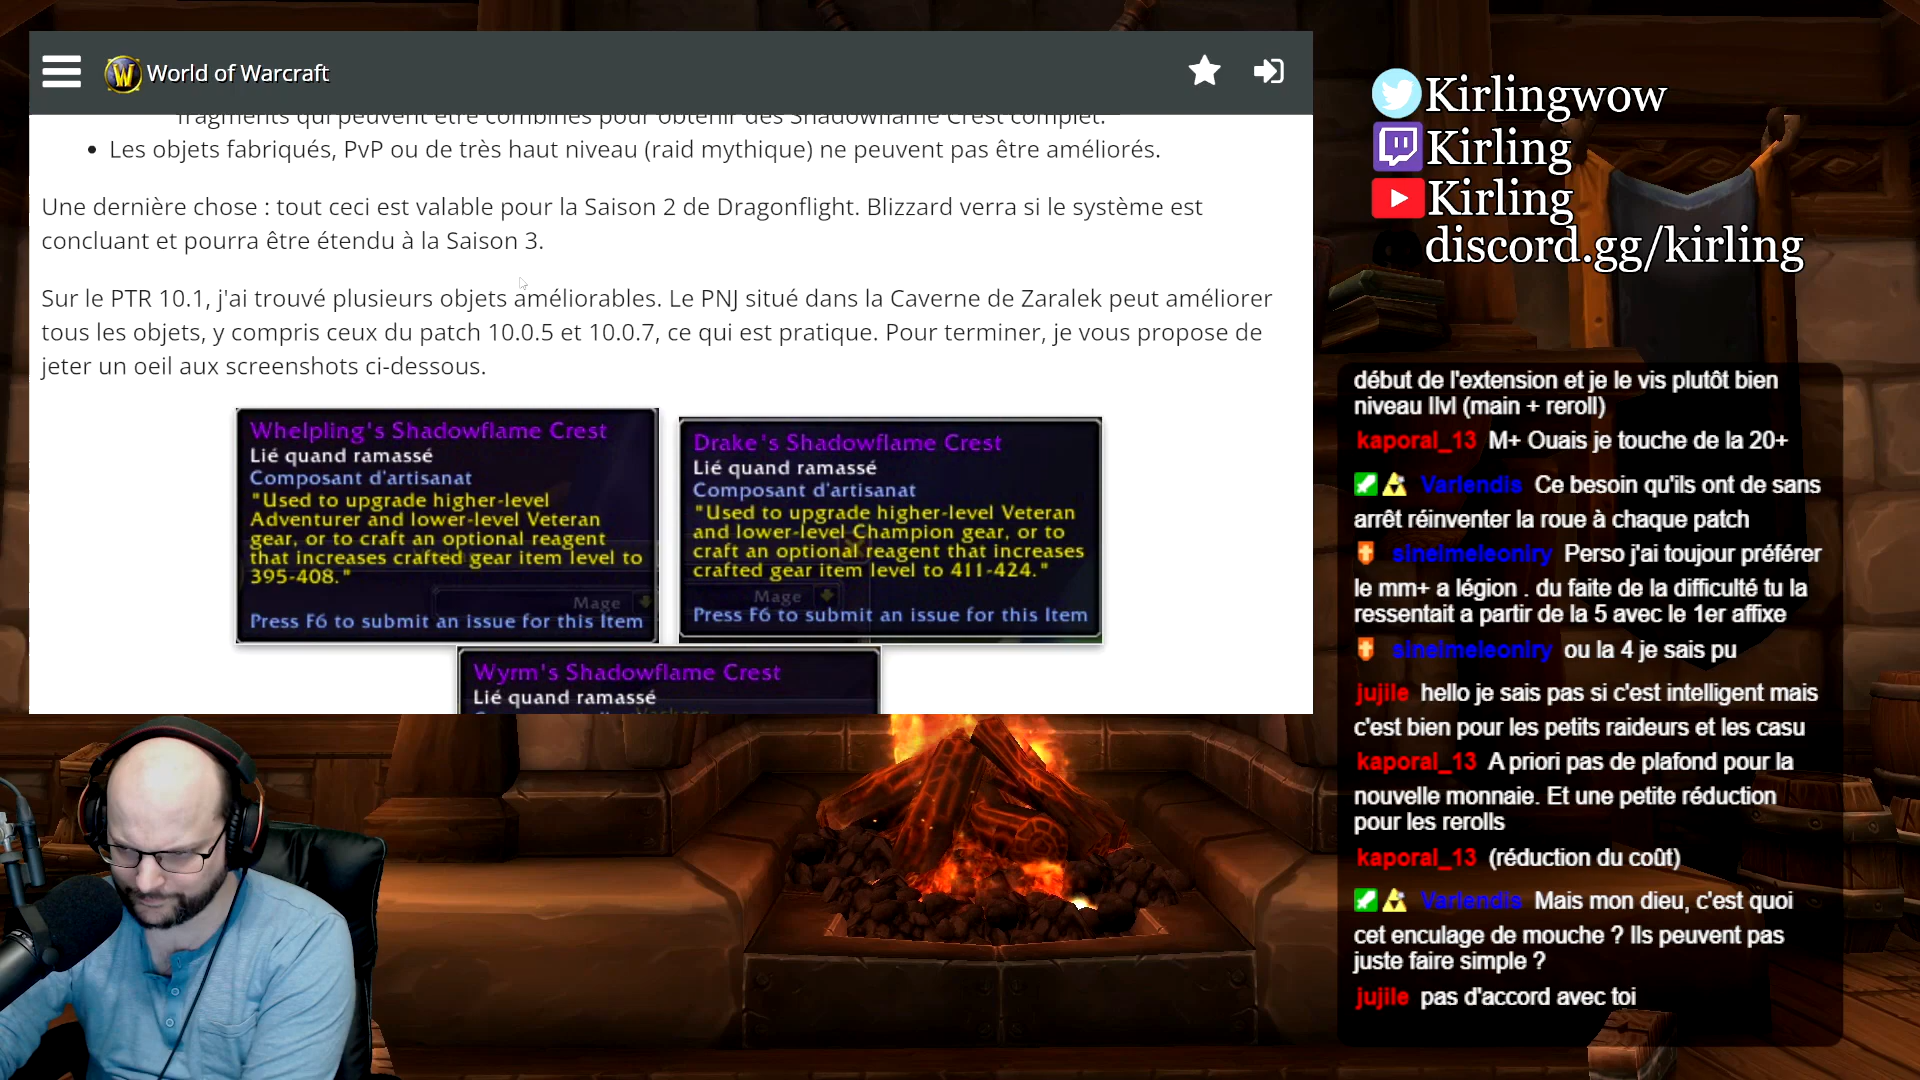 World of Warcraft
fragments qui peuvent être combinés pour obtenir des Shadowflame Crest complet.
• Les objets fabriqués, PvP ou de très haut niveau (raid mythique) ne peuvent pas être améliorés.
Une dernière chose : tout ceci est valable pour la Saison 2 de Dragonflight. Blizzard verra si le système est
concluant et pourra être étendu à la Saison 3.
Sur le PTR 10.1, j'ai trouvé plusieurs objets améliorables. Le PNJ situé dans la Caverne de Zaralek peut améliorer
tous les objets, y compris ceux du patch 10.0.5 et 10.0.7, ce qui est pratique. Pour terminer, je vous propose de
jeter un oeil aux screenshots ci-dessous.
Whelpling's Shadowflame Crest
Lié quand ramassé
Composant d'artisanat
"Used to upgrade higher-level
Adventurer and lower-level Veteran
gear, or to craft an optional reagent
that increases crafted gear item level to
395-408."
Mage
Press F6 to submit an issue for this Item
Drake's Shadowflame Crest
Lié quand ramassé
Composant d'artisanat
"Used to upgrade higher-level Veteran
and lower-level Champion gear, or to
craft an optional reagent that increases
crafted gear item level to 411-424."
Mage
Press F6 to submit an issue for this Item
Wyrm's Shadowflame Crest
Lié quand ramassé
Kirlingwow
Kirling
Kirling
discord.gg/kirling
début de l'extension et je le vis plutôt bien
niveau Ilvl (main + reroll)
kaporal_13 M+ Ouais je touche de la 20+
Varlendis Ce besoin qu'ils ont de sans
arrêt réinventer la roue à chaque patch
sineimeleoniry Perso j'ai toujour préférer
le mm+ a légion . du faite de la difficulté tu la
ressentait a partir de la 5 avec le 1er affixe
sineimeleoniry ou la 4 je sais pu
jujile hello je sais pas si c'est intelligent mais
c'est bien pour les petits raideurs et les casu
kaporal_13 A priori pas de plafond pour la
nouvelle monnaie. Et une petite réduction
pour les rerolls
kaporal_13 (réduction du coût)
Varlendis Mais mon dieu, c'est quoi
cet enculage de mouche ? Ils peuvent pas
juste faire simple ?
jujile pas d'accord avec toi